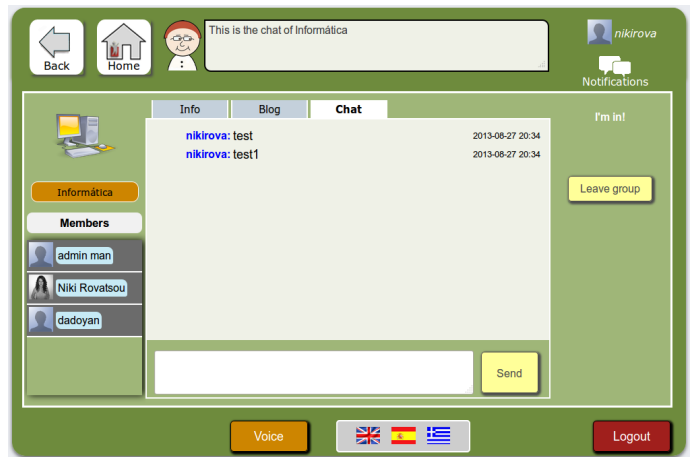 Back
Home
This is the chat of Informática
nikirova
Notifications
Info
Blog
Chat
nikirova: test 2013-08-27 20:34
nikirova: test1 2013-08-27 20:34
I'm in!
Leave group
Informática
Members
admin man
Niki Rovatsou
dadoyan
Send
Voice
Logout